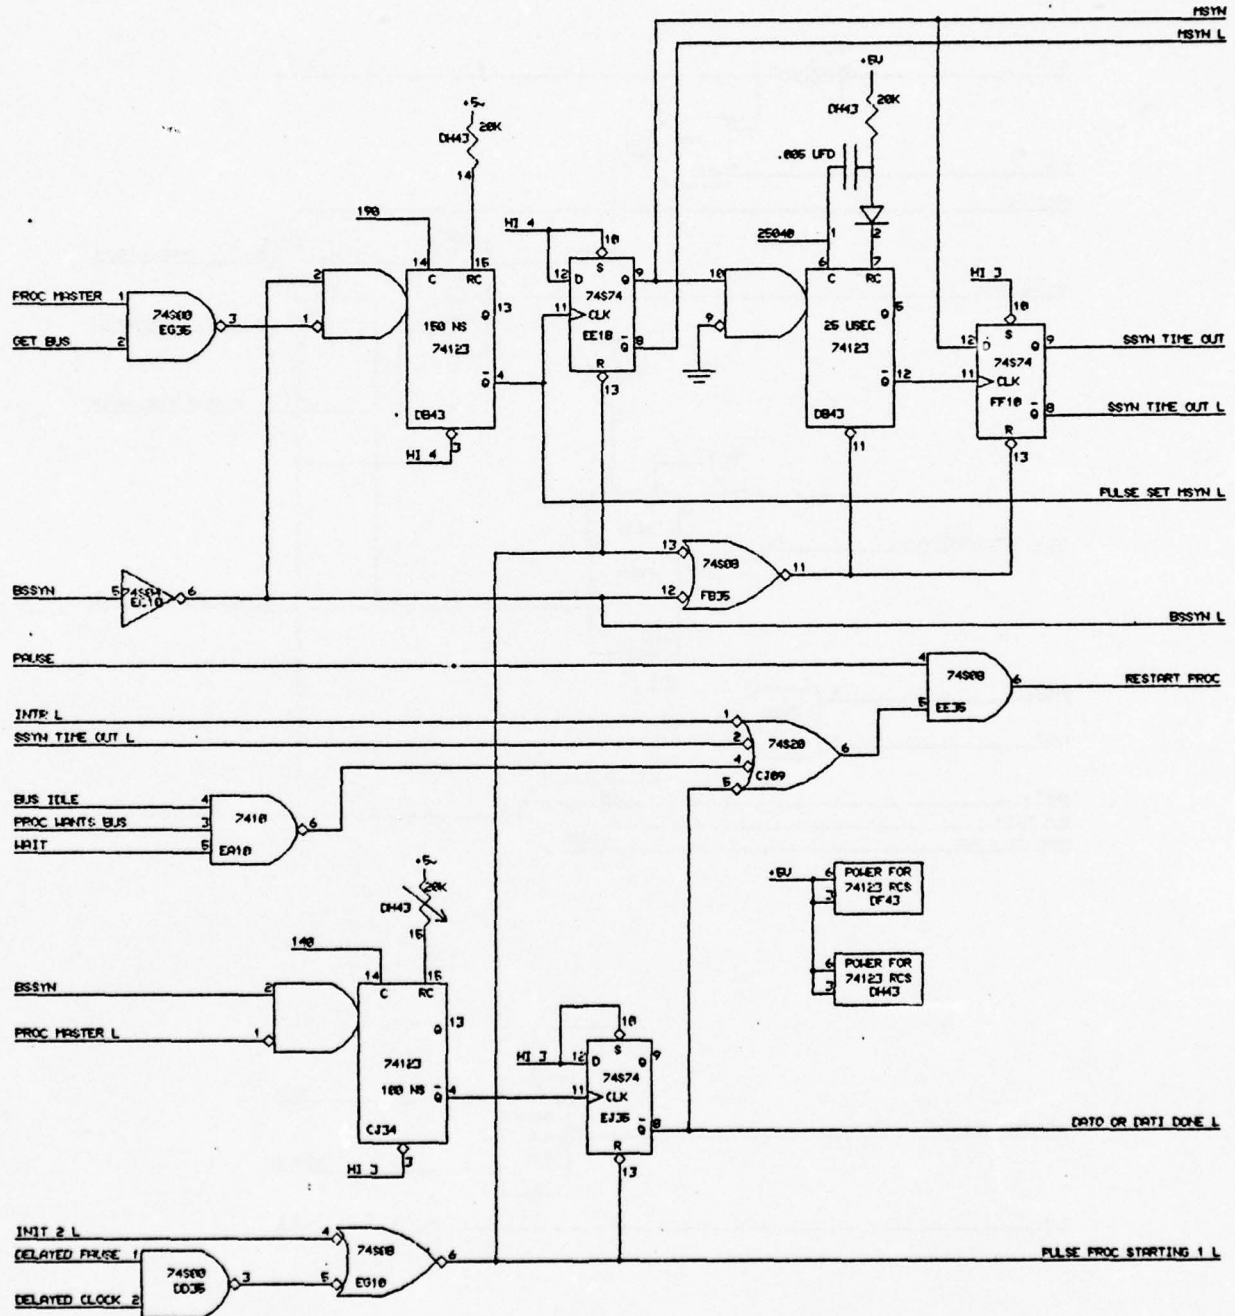 MSYN
MSYN L
+5V
DH43 20K
.005 UFD
+5~
DH43 20K
14
190
14 15
C RC
150 NS
74123
13
Q
4
Q
DB43
3
HI 4
2
1
PROC MASTER 1
GET BUS 2
74S00
EG35
3
HI 4
10
S
12 D Q 9
74S74
11 CLK
EE18
Q 8
R
13
25040
1
2
6 7
C RC
10
9
25 USEC
74123
Q 5
Q 12
DB43
11
HI 3
10
S
12 D Q 9
74S74
11 CLK
FF10
Q 8
R
13
SSYN TIME OUT
SSYN TIME OUT L
PULSE SET MSYN L
13
12
74S08
FB35
11
BSSYN 5
74S04
EC10
6
BSSYN L
PAUSE
4
5
74S08
EE35
6
RESTART PROC
INTR L
SSYN TIME OUT L
1
2
4
5
74S20
CJ09
6
BUS IDLE 4
PROC WANTS BUS 3
WAIT 5
7410
EA10
6
+5~
20K
DH43
15
140
14 15
C RC
BSSYN 2
PROC MASTER L 1
Q 13
74123
100 NS
Q 4
CJ34
3
HI 3
+5V
6 POWER FOR
74123 RCS
3 DF43
6 POWER FOR
74123 RCS
3 DH43
10
S
HI 3 12 D Q 9
74S74
11 CLK
EJ35
Q 8
R
13
DATO OR DATI DONE L
INIT 2 L 4
DELAYED PAUSE 1
DELAYED CLOCK 2
74S00
DD35
3
5
74S08
EG10
6
PULSE PROC STARTING 1 L